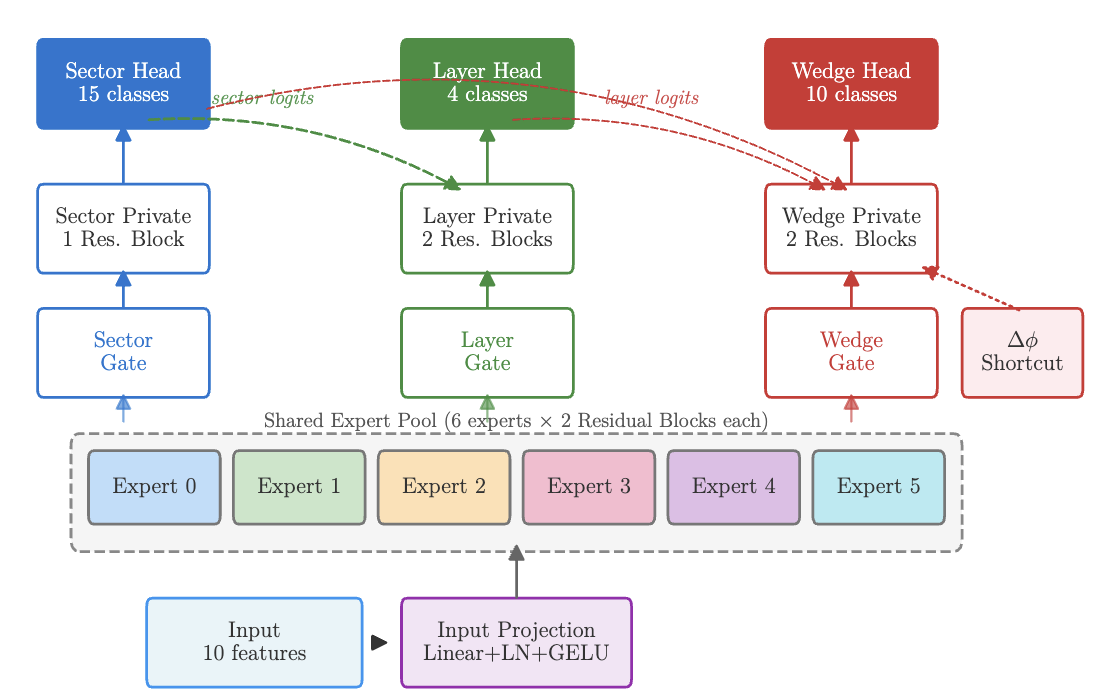 Sector Head
15 classes
Layer Head
4 classes
Wedge Head
10 classes
sector logits
layer logits
Sector Private
1 Res. Block
Layer Private
2 Res. Blocks
Wedge Private
2 Res. Blocks
Sector
Gate
Layer
Gate
Wedge
Gate
Δϕ
Shortcut
Shared Expert Pool (6 experts × 2 Residual Blocks each)
Expert 0
Expert 1
Expert 2
Expert 3
Expert 4
Expert 5
Input
10 features
Input Projection
Linear+LN+GELU